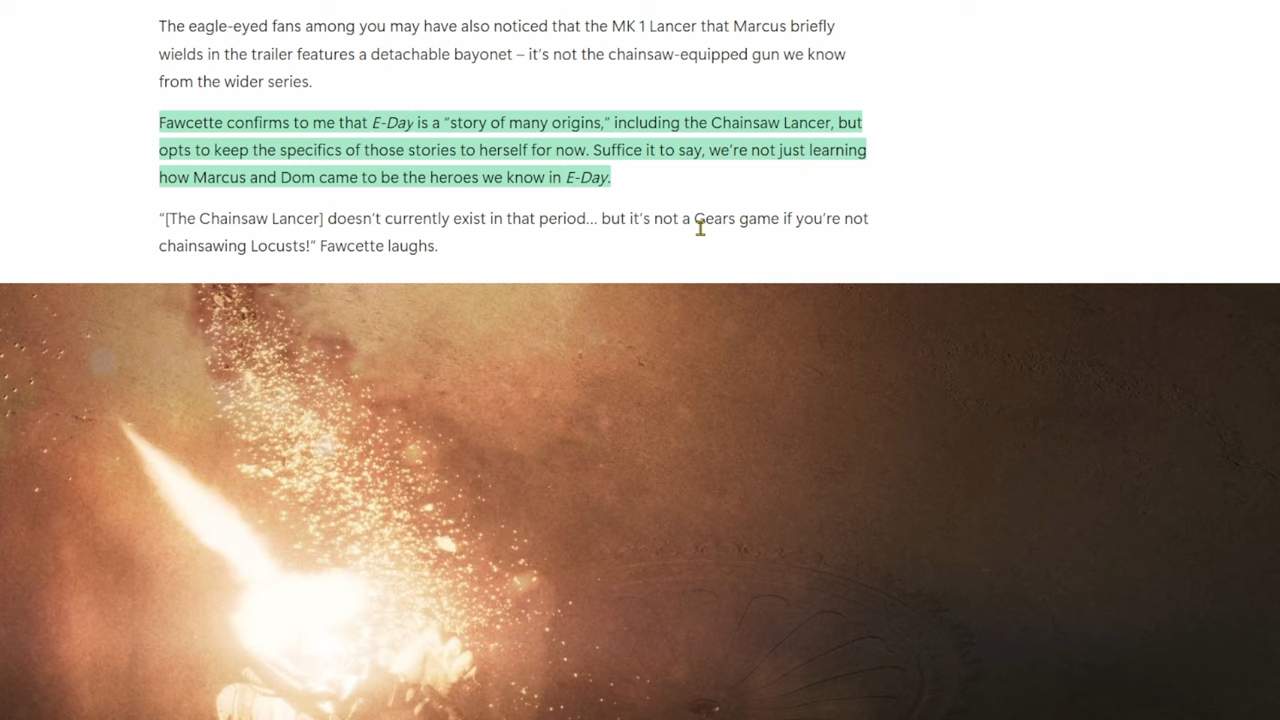 The eagle-eyed fans among you may have also noticed that the MK 1 Lancer that Marcus briefly
wields in the trailer features a detachable bayonet – it’s not the chainsaw-equipped gun we know
from the wider series.
Fawcette confirms to me that E-Day is a “story of many origins,” including the Chainsaw Lancer, but
opts to keep the specifics of those stories to herself for now. Suffice it to say, we’re not just learning
how Marcus and Dom came to be the heroes we know in E-Day.
“[The Chainsaw Lancer] doesn’t currently exist in that period… but it’s not a Gears game if you’re not
chainsawing Locusts!” Fawcette laughs.